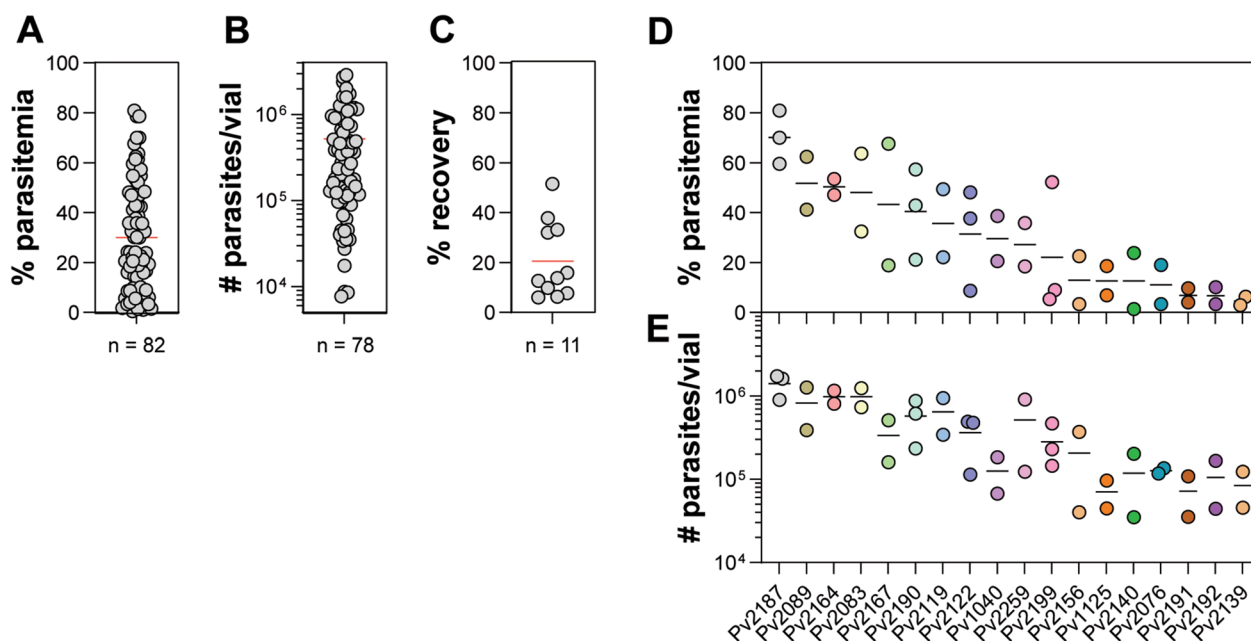 A
% parasitemia
100
80
60
40
20
0
n = 82
B
# parasites/vial
10⁶
10⁵
10⁴
n = 78
C
% recovery
100
80
60
40
20
0
n = 11
D
% parasitemia
100
80
60
40
20
0
E
# parasites/vial
10⁶
10⁵
10⁴
Pv2187
Pv2089
Pv2164
Pv2083
Pv2167
Pv2190
Pv2119
Pv2122
Pv1040
Pv2259
Pv2199
Pv2156
Pv1125
Pv2140
Pv2076
Pv2191
Pv2192
Pv2139